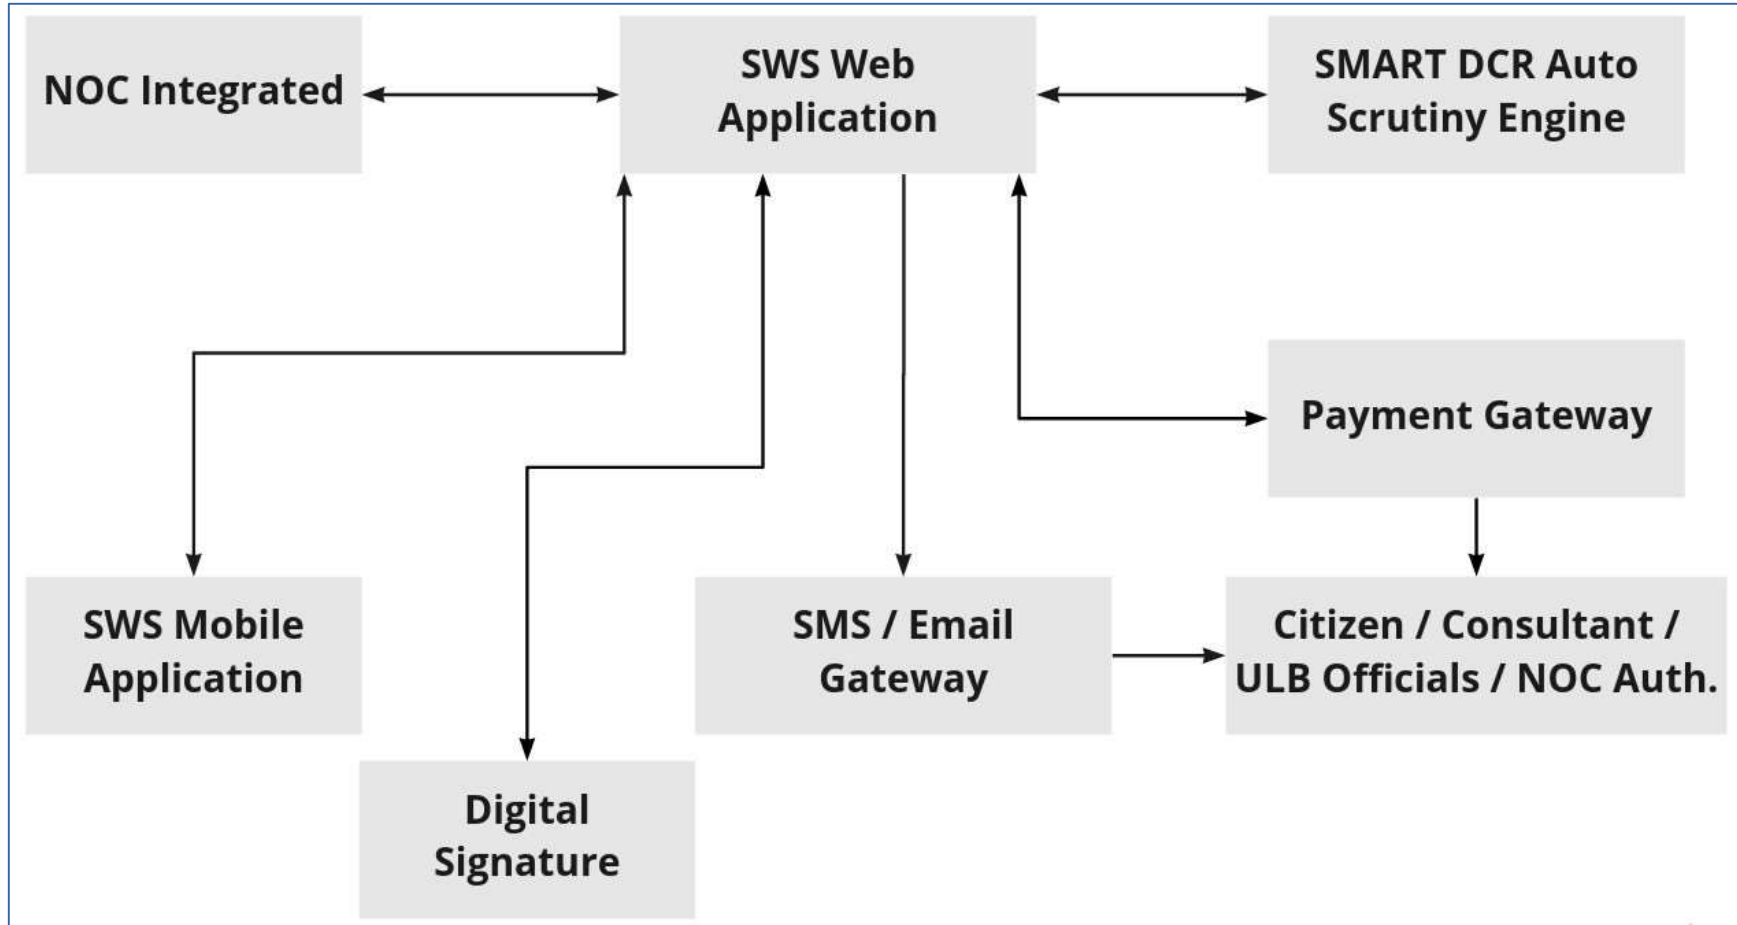 NOC Integrated
SWS Web
Application
SMART DCR Auto
Scrutiny Engine
Payment Gateway
SWS Mobile
Application
SMS / Email
Gateway
Citizen / Consultant /
ULB Officials / NOC Auth.
Digital
Signature